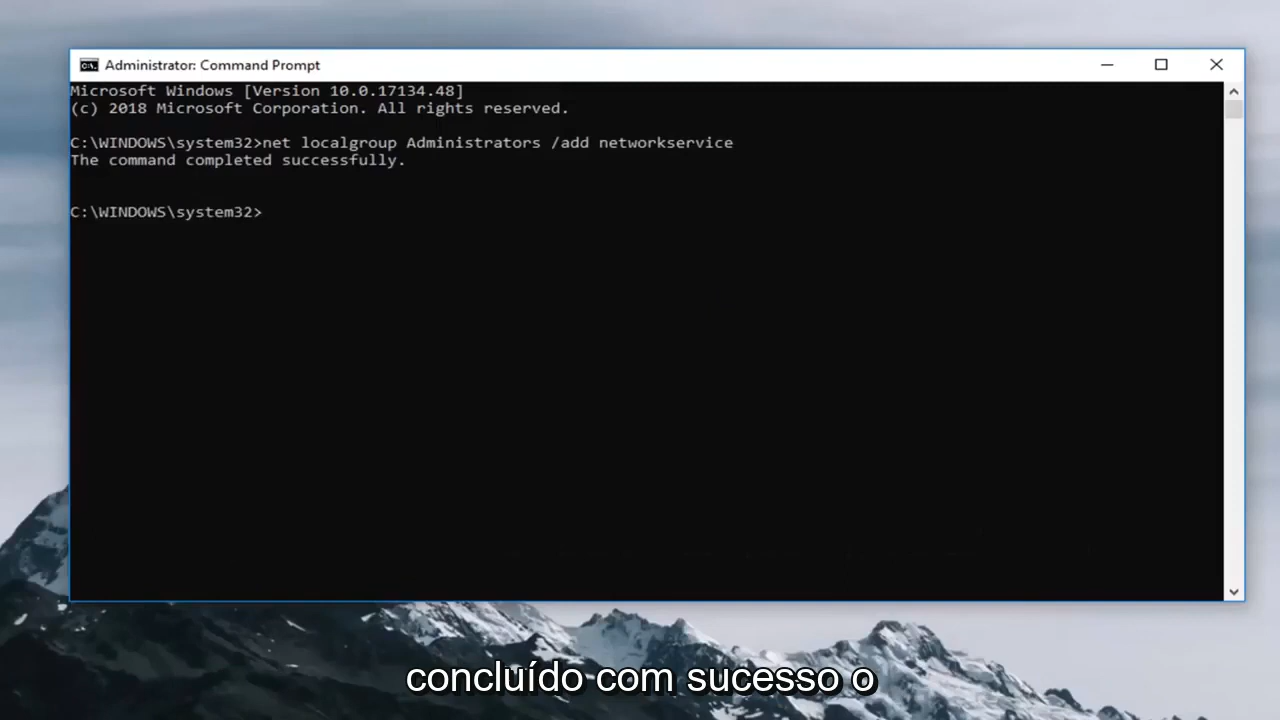 Administrator: Command Prompt
Microsoft Windows [Version 10.0.17134.48]
(c) 2018 Microsoft Corporation. All rights reserved.
C:\WINDOWS\system32>net localgroup Administrators /add networkservice
The command completed successfully.
C:\WINDOWS\system32>
concluído com sucesso o